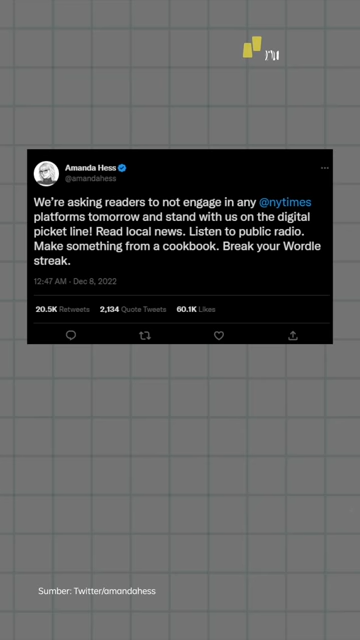 Amanda Hess
@amandahess
We're asking readers to not engage in any @nytimes
platforms tomorrow and stand with us on the digital
picket line! Read local news. Listen to public radio.
Make something from a cookbook. Break your Wordle
streak.
12:47 AM · Dec 8, 2022
20.5K Retweets 2,134 Quote Tweets 60.1K Likes
Sumber: Twitter/amandahess